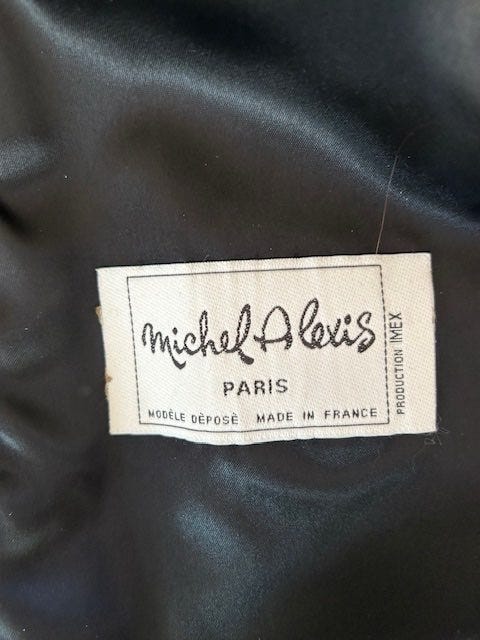 Michel Alexis
PARIS
MODÈLE DÈPOSÈ MADE IN FRANCE
PRODUCTION IMEX